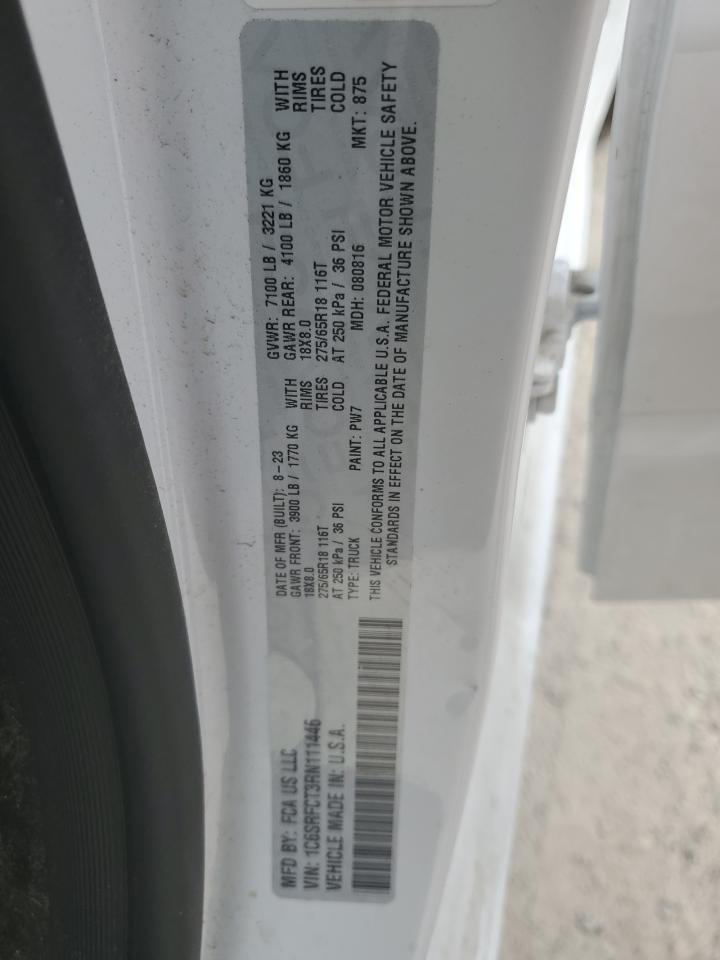 MFD BY: FCA US LLC
VIN: 1C6SRFCT3RN111446
VEHICLE MADE IN: U.S.A.
DATE OF MFR (BUILT): 8-23 GVWR: 7100 LB / 3221 KG
GAWR FRONT: 3900 LB / 1770 KG WITH GAWR REAR: 4100 LB / 1860 KG WITH
18X8.0 RIMS 18X8.0 RIMS
275/65R18 116T TIRES 275/65R18 116T TIRES
AT 250 kPa / 36 PSI COLD AT 250 kPa / 36 PSI COLD
TYPE: TRUCK PAINT: PW7 MDH: 080816 MKT: 875
THIS VEHICLE CONFORMS TO ALL APPLICABLE U.S.A. FEDERAL MOTOR VEHICLE SAFETY
STANDARDS IN EFFECT ON THE DATE OF MANUFACTURE SHOWN ABOVE.